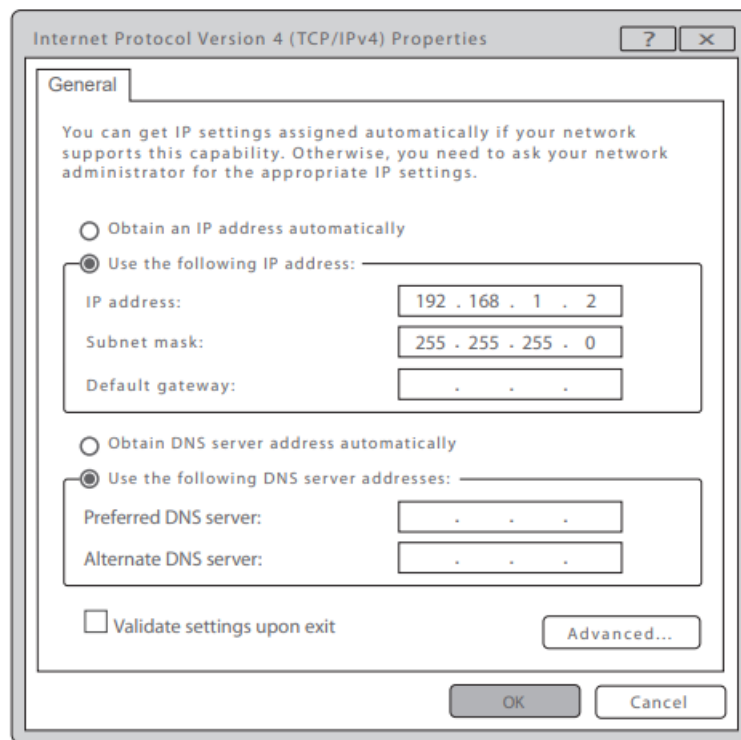 Internet Protocol Version 4 (TCP/IPv4) Properties ? ×
General
You can get IP settings assigned automatically if your network
supports this capability. Otherwise, you need to ask your network
administrator for the appropriate IP settings.
Obtain an IP address automatically
Use the following IP address:
IP address: 192 . 168 . 1 . 2
Subnet mask: 255 . 255 . 255 . 0
Default gateway: . . .
Obtain DNS server address automatically
Use the following DNS server addresses:
Preferred DNS server: . . .
Alternate DNS server: . . .
Validate settings upon exit
Advanced...
OK Cancel